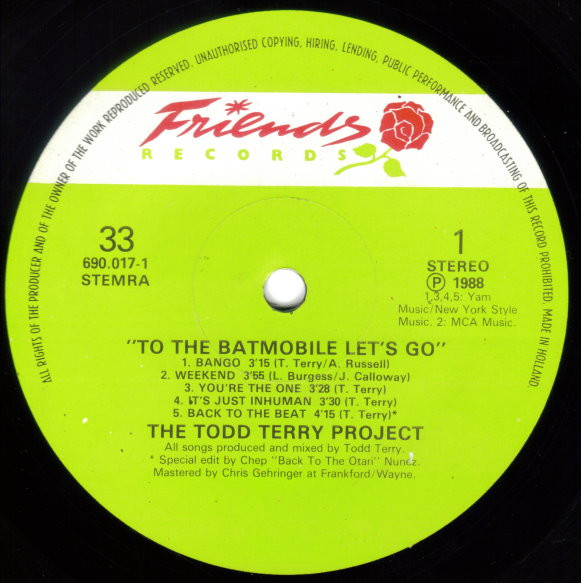 ALL RIGHTS OF THE PRODUCER AND OF THE OWNER OF THE WORK REPRODUCED RESERVED. UNAUTHORISED COPYING, HIRING, LENDING, PUBLIC PERFORMANCE AND BROADCASTING OF THIS RECORD PROHIBITED. MADE IN HOLLAND
Friends
RECORDS
33
690.017-1
STEMRA
1
STEREO
Ⓟ 1988
1,3,4,5: Yam
Music/New York Style
Music. 2: MCA Music.
"TO THE BATMOBILE LET'S GO"
1. BANGO 3'15 (T. Terry/A. Russell)
2. WEEKEND 3'55 (L. Burgess/J. Calloway)
3. YOU'RE THE ONE 3'28 (T. Terry)
4. IT'S JUST INHUMAN 3'30 (T. Terry)
5. BACK TO THE BEAT 4'15 (T. Terry)*
THE TODD TERRY PROJECT
All songs produced and mixed by Todd Terry.
* Special edit by Chep "Back To The Otari" Nunez.
Mastered by Chris Gehringer at Frankford/Wayne.